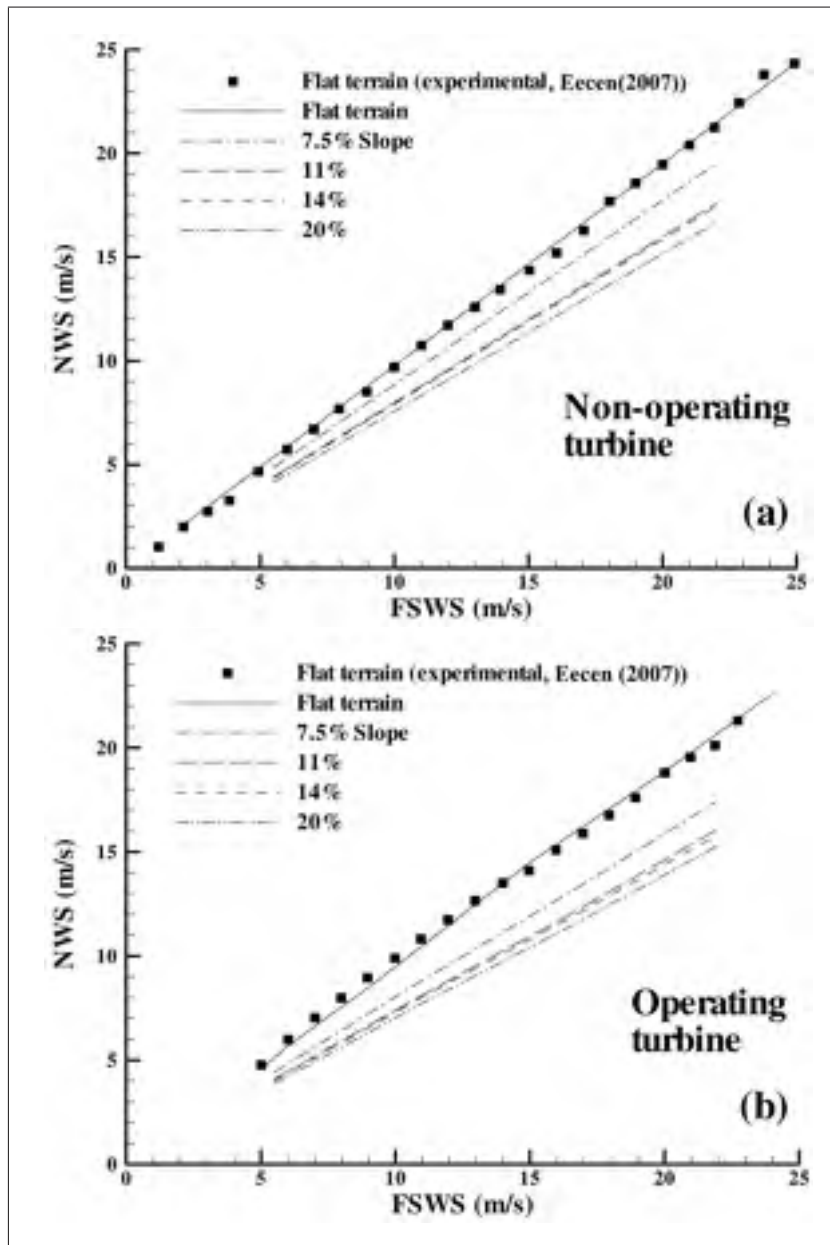 25
20
15
10
5
0
NWS (m/s)
Flat terrain (experimental, Eecen(2007))
Flat terrain
7.5% Slope
11%
14%
20%
Non-operating
turbine
(a)
0 5 10 15 20 25
FSWS (m/s)
25
20
15
10
5
0
NWS (m/s)
Flat terrain (experimental, Eecen (2007))
Flat terrain
7.5% Slope
11%
14%
20%
Operating
turbine
(b)
0 5 10 15 20 25
FSWS (m/s)